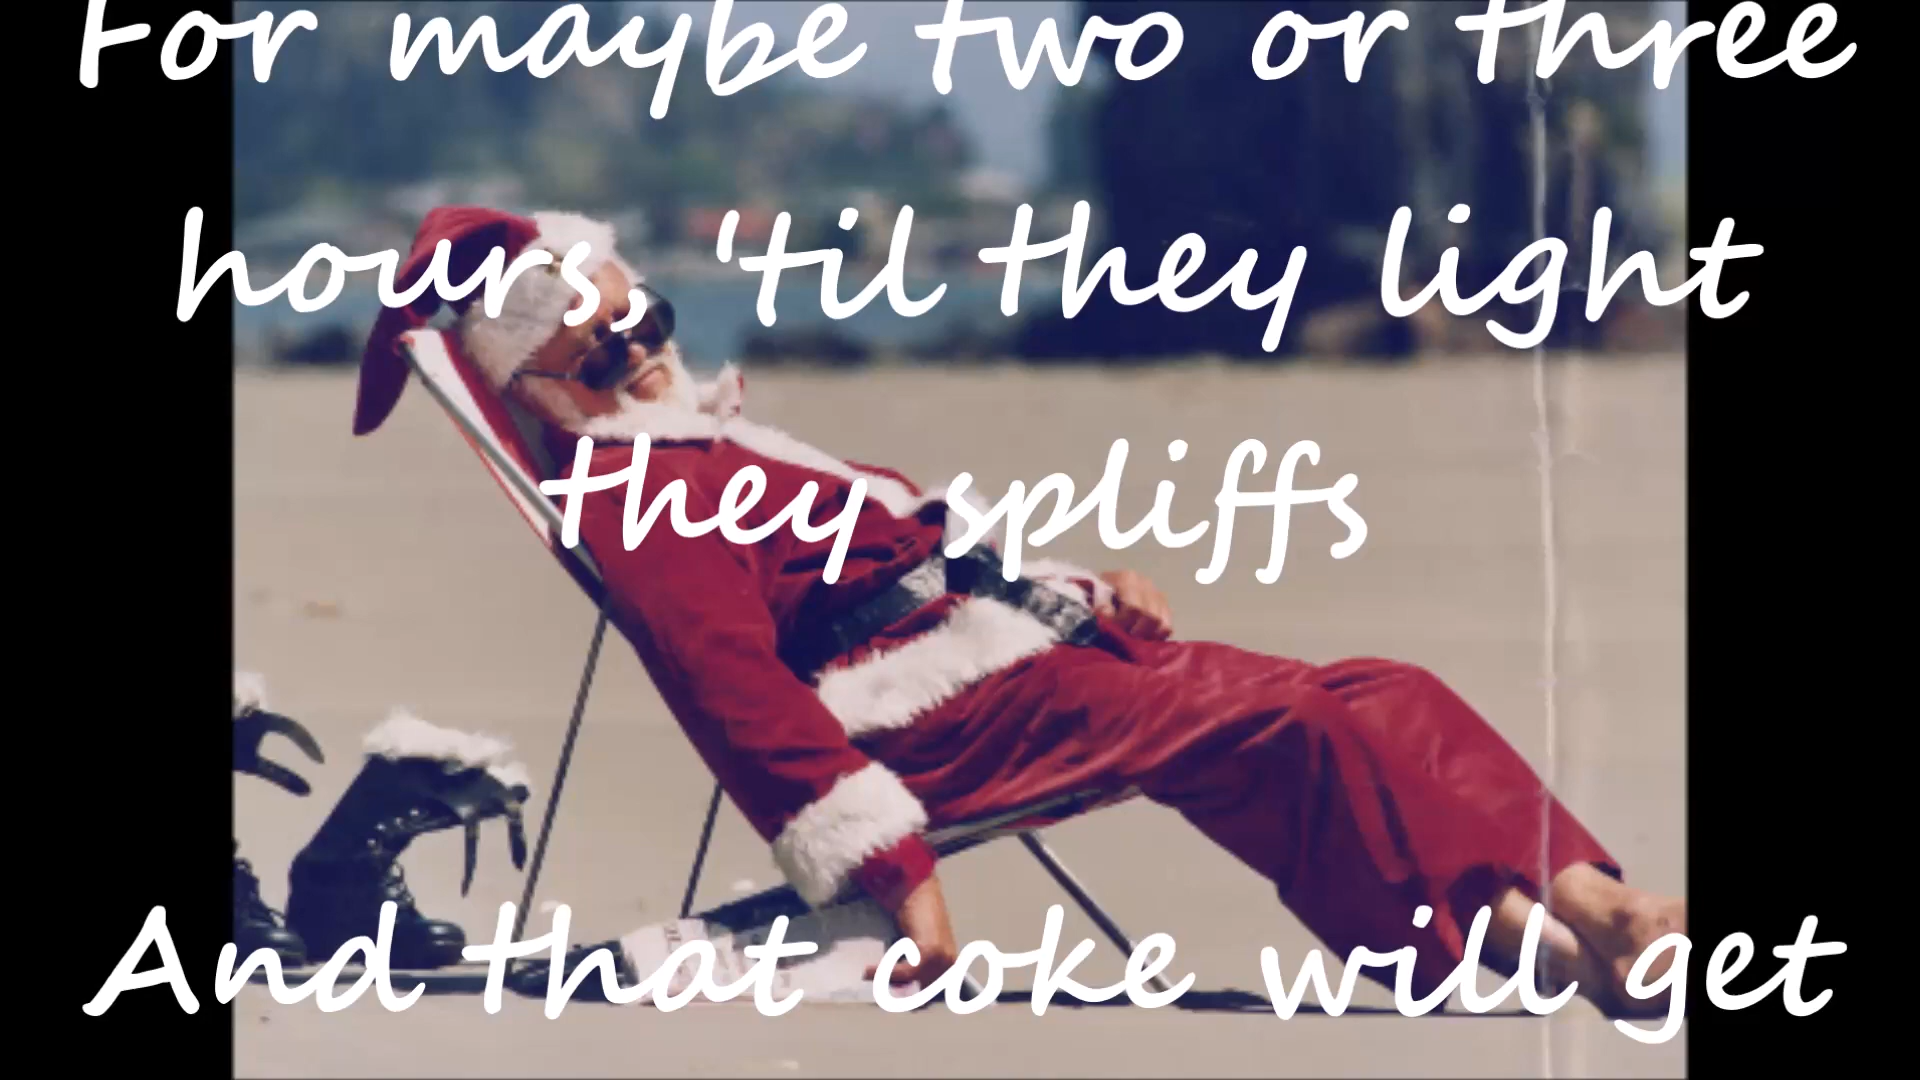 For maybe two or three
hours, 'til they light
they spliffs
And that coke will get